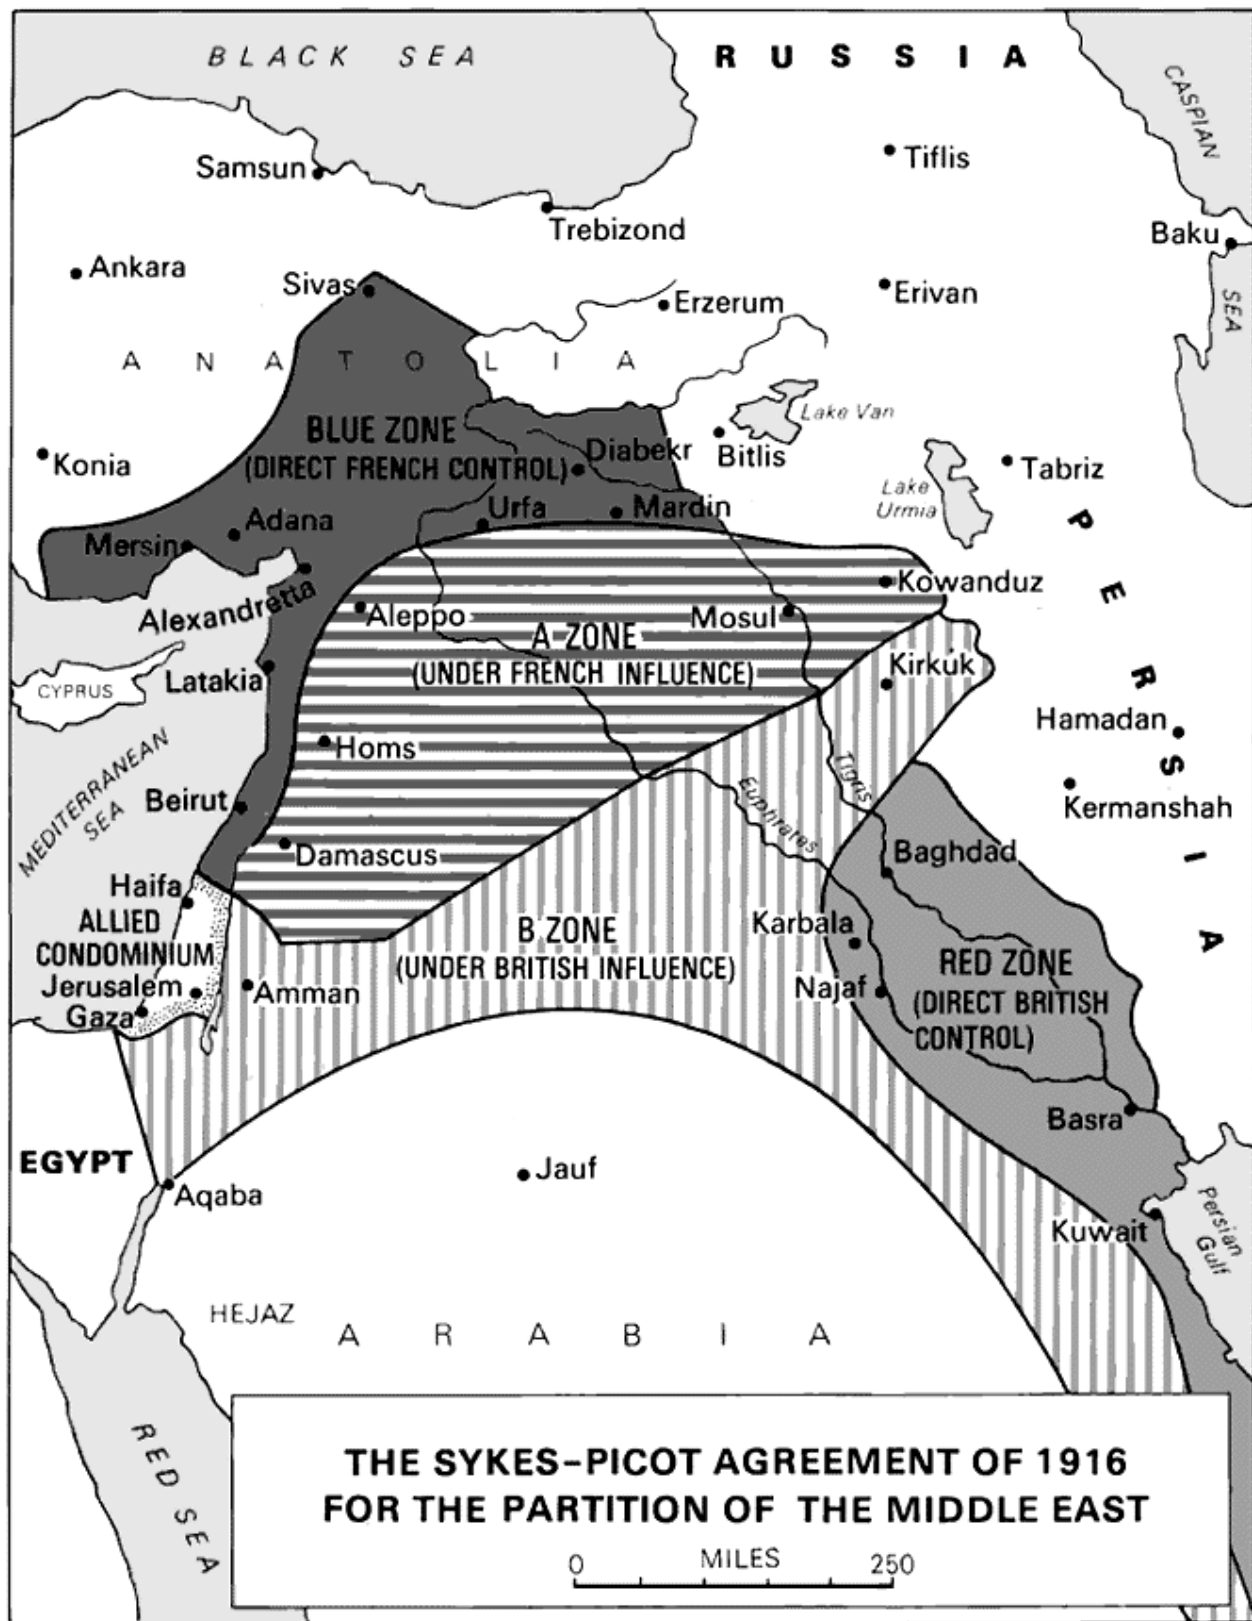 BLACK SEA
RUSSIA
CASPIAN
SEA
Samsun
Tiflis
Trebizond
Baku
Ankara
Sivas
Erzerum
Erivan
ANATOLIA
Lake Van
BLUE ZONE
(DIRECT FRENCH CONTROL)
Diabekr
Bitlis
Konia
Tabriz
Lake
Urmia
Urfa
Mardin
PERSIA
Adana
Mersin
Alexandretta
Aleppo
Mosul
Kowanduz
A ZONE
(UNDER FRENCH INFLUENCE)
Kirkuk
CYPRUS
Latakia
Hamadan
Homs
MEDITERRANEAN
SEA
Tigris
Euphrates
Kermanshah
Beirut
Damascus
Baghdad
Haifa
ALLIED
CONDOMINIUM
B ZONE
(UNDER BRITISH INFLUENCE)
Karbala
RED ZONE
(DIRECT BRITISH
CONTROL)
Jerusalem
Amman
Najaf
Gaza
Basra
EGYPT
Aqaba
Jauf
Kuwait
Persian
Gulf
HEJAZ
ARABIA
RED SEA
THE SYKES-PICOT AGREEMENT OF 1916
FOR THE PARTITION OF THE MIDDLE EAST
0 MILES 250